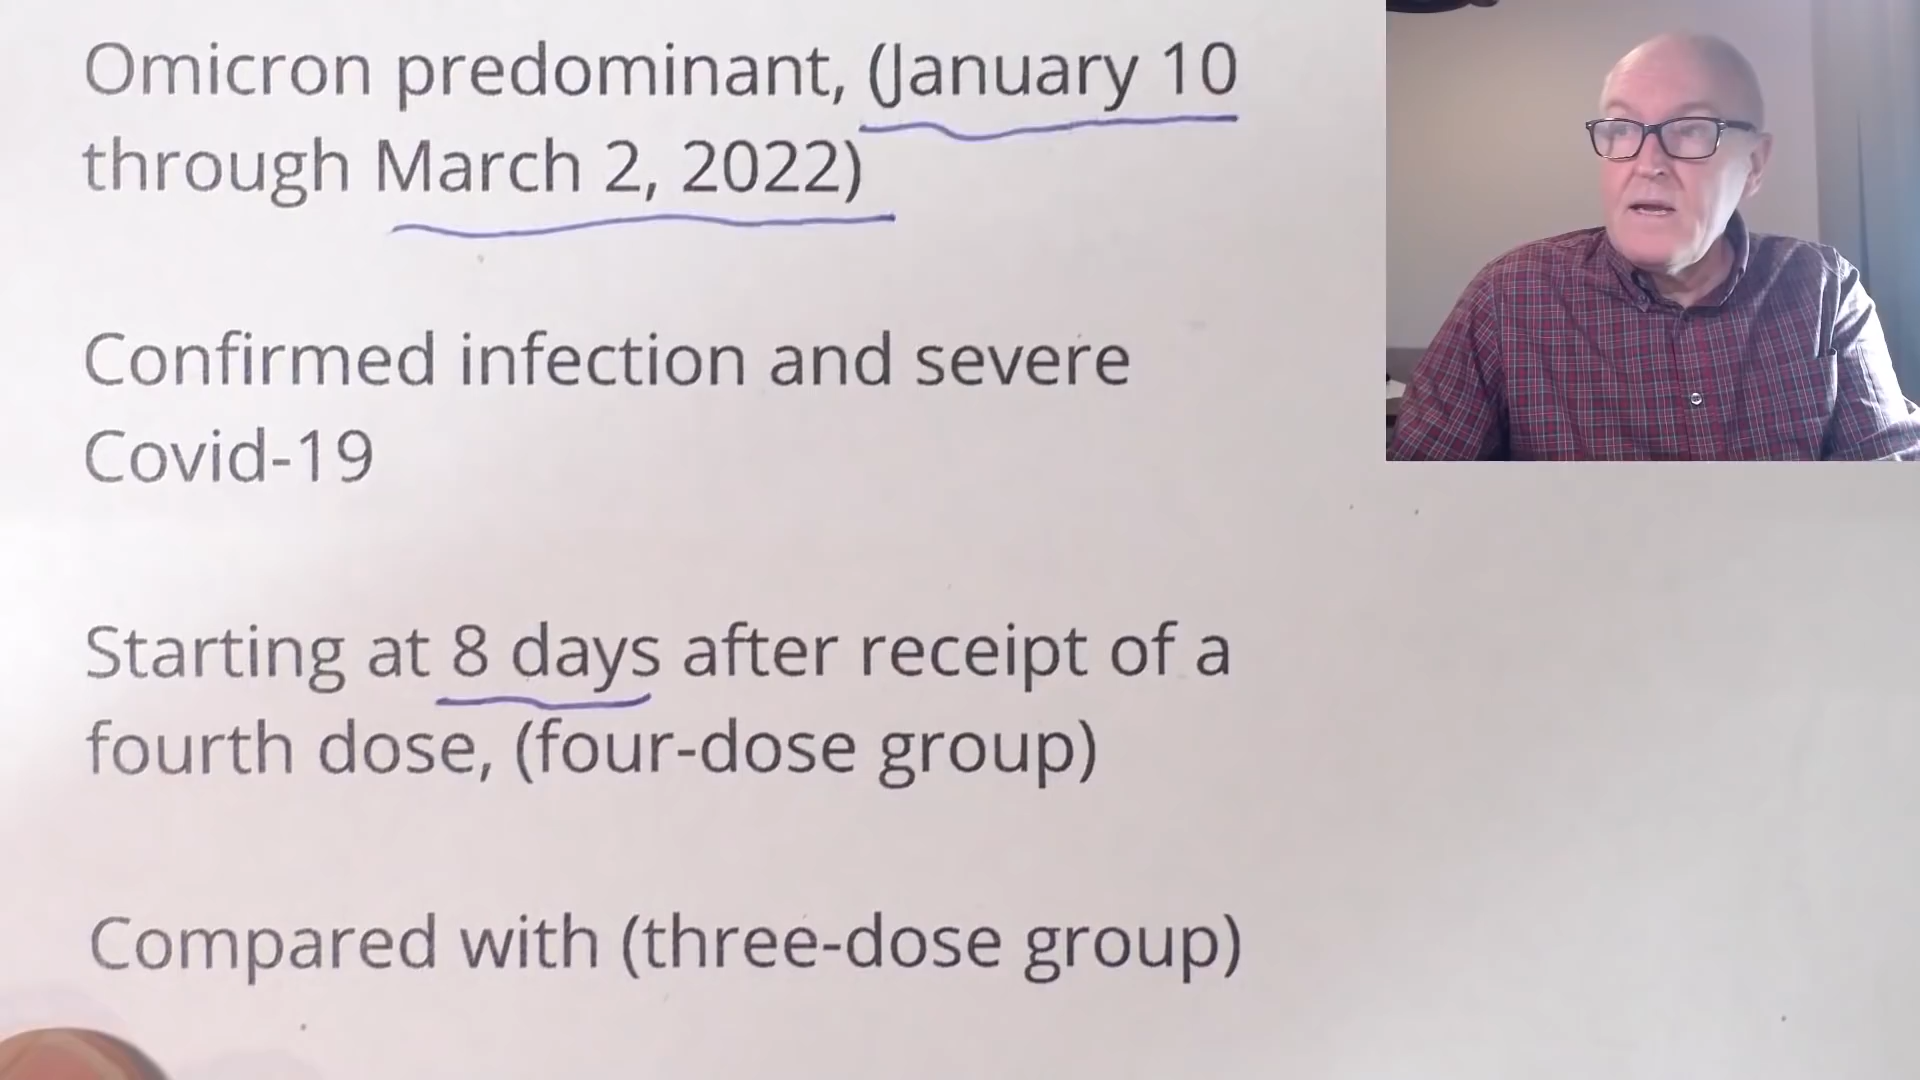 Omicron predominant, (January 10
through March 2, 2022)
Confirmed infection and severe
Covid-19
Starting at 8 days after receipt of a
fourth dose, (four-dose group)
Compared with (three-dose group)